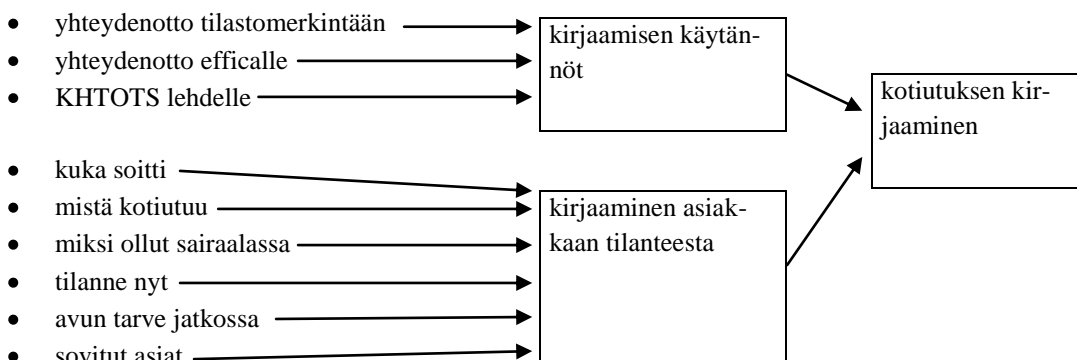 yhteydenotto tilastomerkintään
yhteydenotto efficalle
KHTOTS lehdelle
kirjaamisen käytän-
nöt
kotiutuksen kir-
jaaminen
kuka soitti
mistä kotiutuu
miksi ollut sairaalassa
tilanne nyt
avun tarve jatkossa
sovitut asiat
kirjaaminen asiak-
kaan tilanteesta